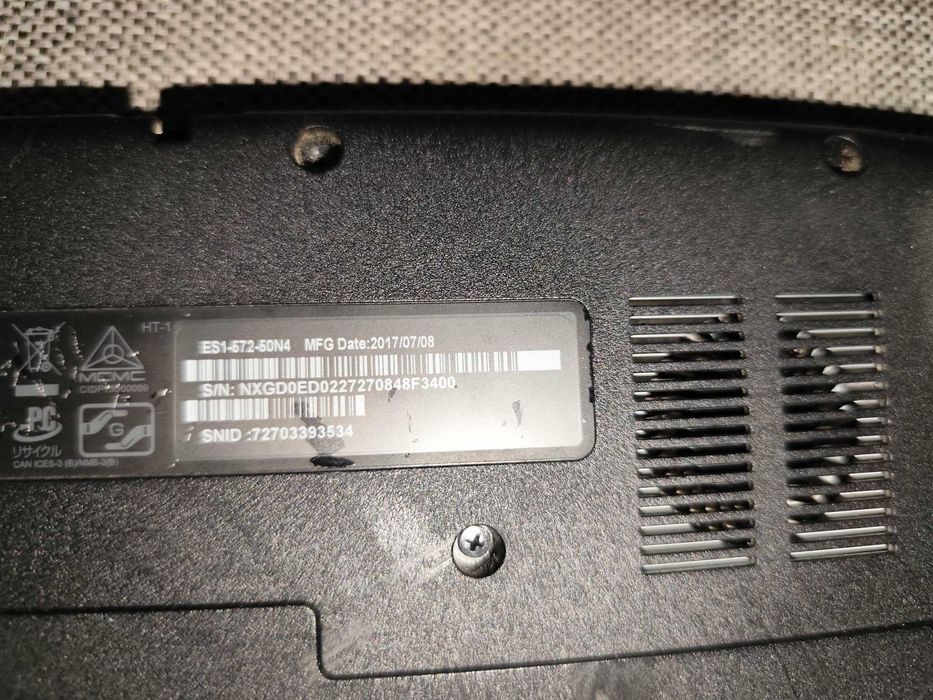 HT-1
ES1-572-50N4 MFG Date:2017/07/08
S/N: NXGD0ED0227270848F3400
SNID :72703393534
MCMC
PC
G
リサイクル
CAN ICES-3 (B)/NMB-3(B)